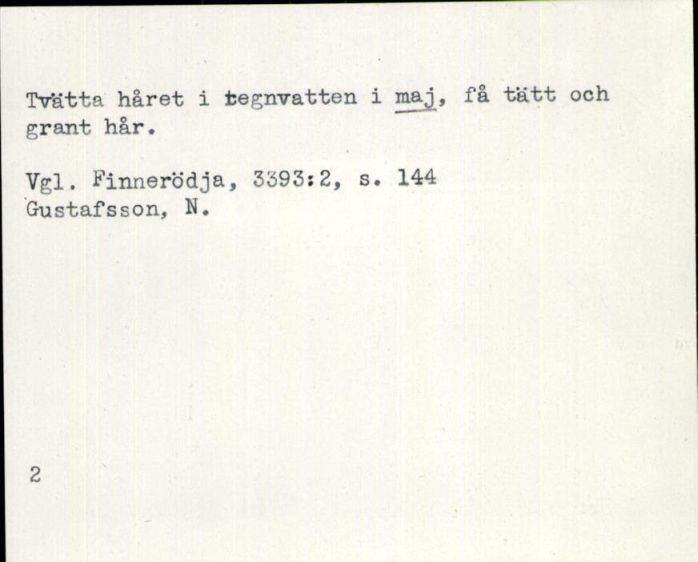 Tvätta håret i regnvatten i maj, få tätt och
grant hår.
Vgl. Finnerödja, 3393:2, s. 144
Gustafsson, N.
2